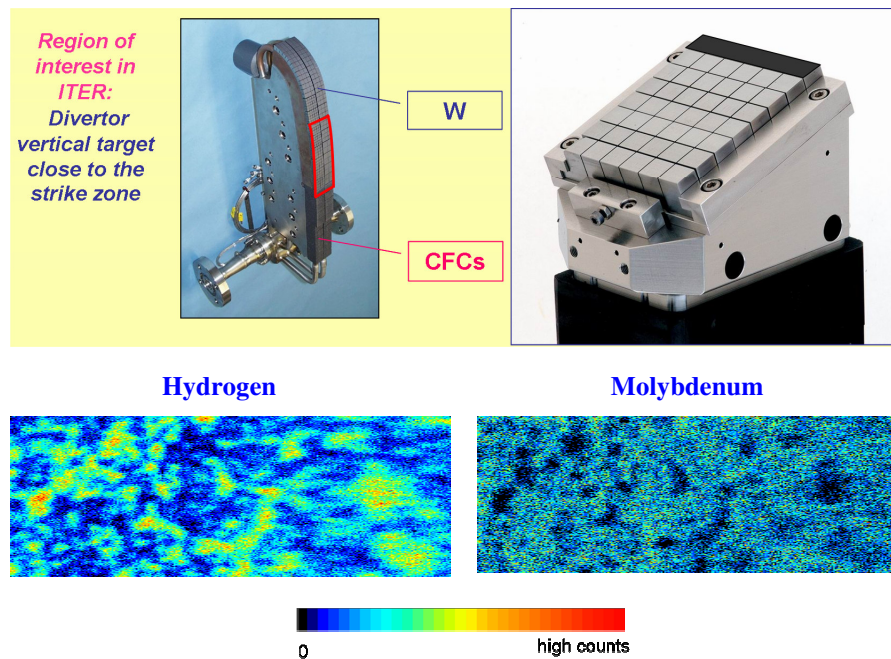 Region of
interest in
ITER:
Divertor
vertical target
close to the
strike zone
W
CFCs
Hydrogen
Molybdenum
0
high counts